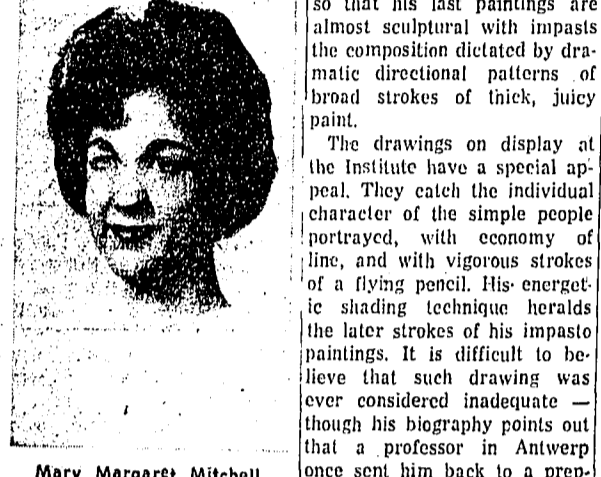 Mary Margaret Mitchell
so that his last paintings are
almost sculptural with impasts
the composition dictated by dra-
matic directional patterns of
broad strokes of thick, juicy
paint.
The drawings on display at
the Institute have a special ap-
peal. They catch the individual
character of the simple people
portrayed, with economy of
line, and with vigorous strokes
of a flying pencil. His energet-
ic shading technique heralds
the later strokes of his impasto
paintings. It is difficult to be-
lieve that such drawing was
ever considered inadequate —
though his biography points out
that a professor in Antwerp
once sent him back to a prep-